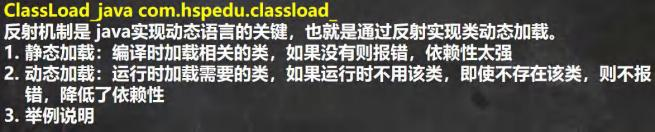 ClassLoad_.java com.hspedu.classload_
反射机制是 java实现动态语言的关键，也就是通过反射实现类动态加载。
1. 静态加载：编译时加载相关的类，如果没有则报错，依赖性太强
2. 动态加载：运行时加载需要的类，如果运行时不用该类，即使不存在该类，则不报
错，降低了依赖性
3. 举例说明